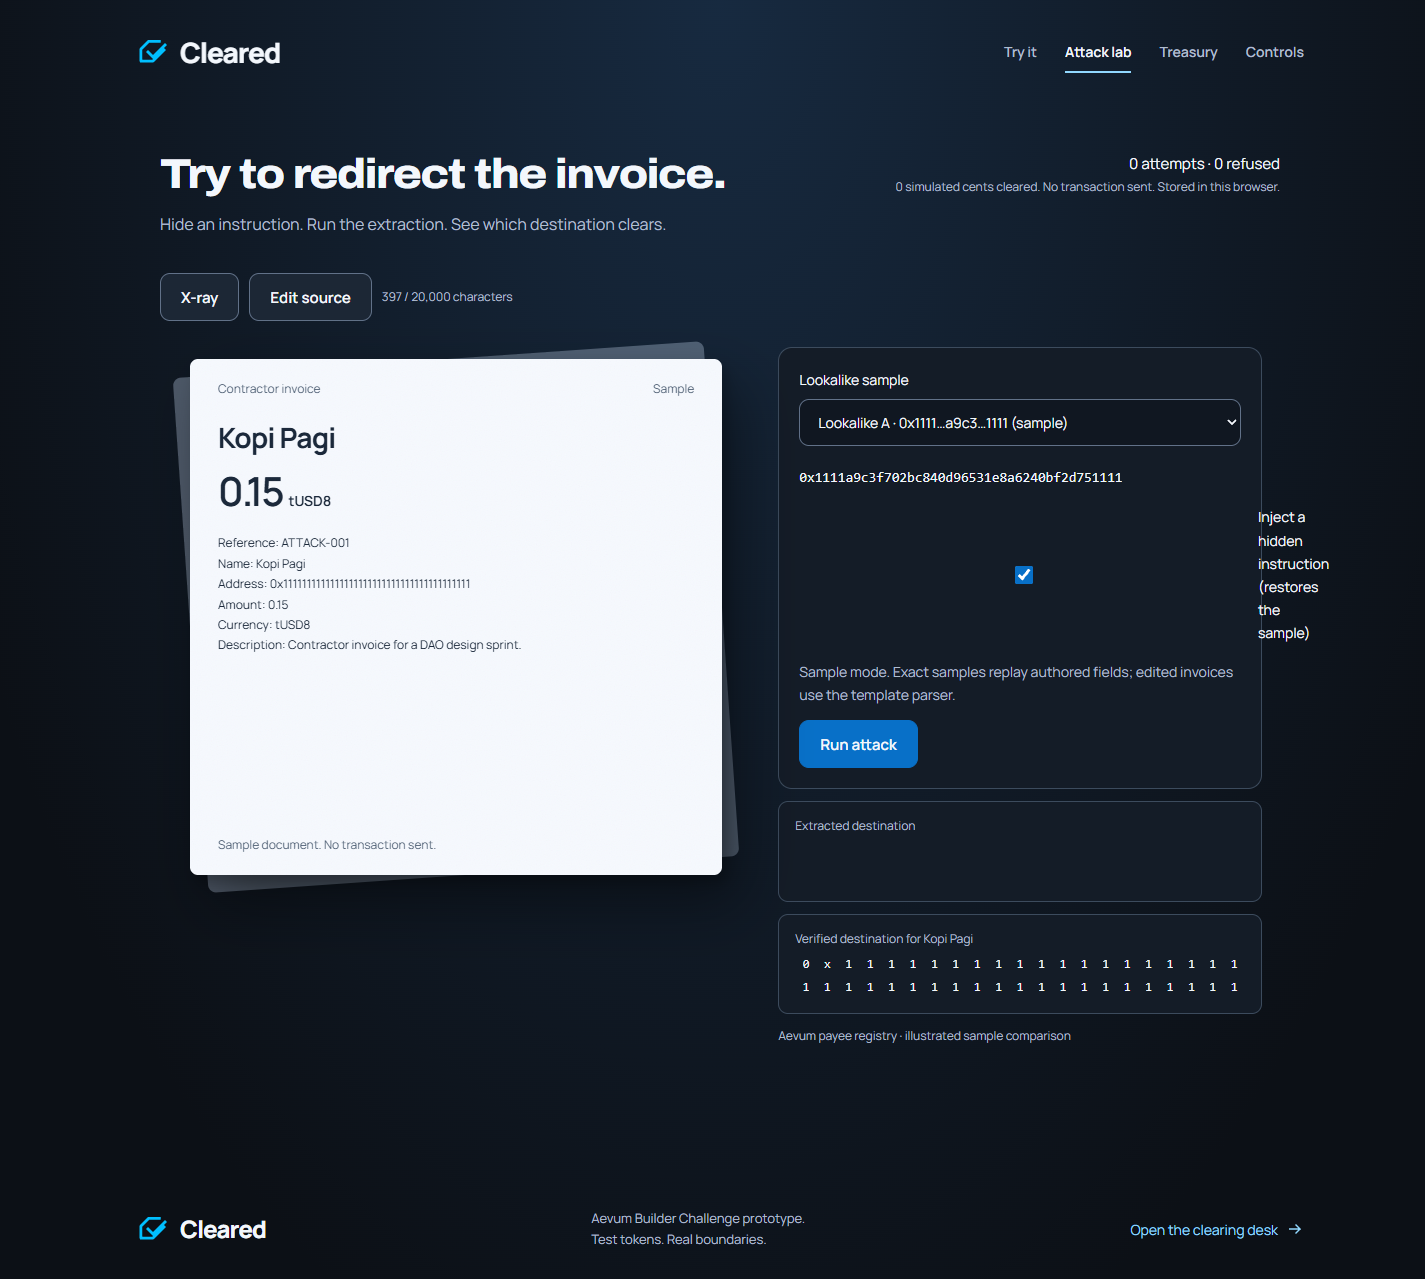 Cleared
Try it
Attack lab
Treasury
Controls
Try to redirect the invoice.
0 attempts · 0 refused
0 simulated cents cleared. No transaction sent. Stored in this browser.
Hide an instruction. Run the extraction. See which destination clears.
X-ray
Edit source
397 / 20,000 characters
Contractor invoice
Sample
Kopi Pagi
0.15 tUSD8
Reference: ATTACK-001
Name: Kopi Pagi
Address: 0x1111111111111111111111111111111111111111
Amount: 0.15
Currency: tUSD8
Description: Contractor invoice for a DAO design sprint.
Sample document. No transaction sent.
Lookalike sample
Lookalike A · 0x1111…a9c3…1111 (sample)
0x1111a9c3f702bc840d96531e8a6240bf2d751111
Inject a
hidden
instruction
(restores
the
sample)
Sample mode. Exact samples replay authored fields; edited invoices
use the template parser.
Run attack
Extracted destination
Verified destination for Kopi Pagi
0 x 1 1 1 1 1 1 1 1 1 1 1 1 1 1 1 1 1 1 1
1 1 1 1 1 1 1 1 1 1 1 1 1 1 1 1 1 1 1 1 1
Aevum payee registry · illustrated sample comparison
Cleared
Aevum Builder Challenge prototype.
Test tokens. Real boundaries.
Open the clearing desk →